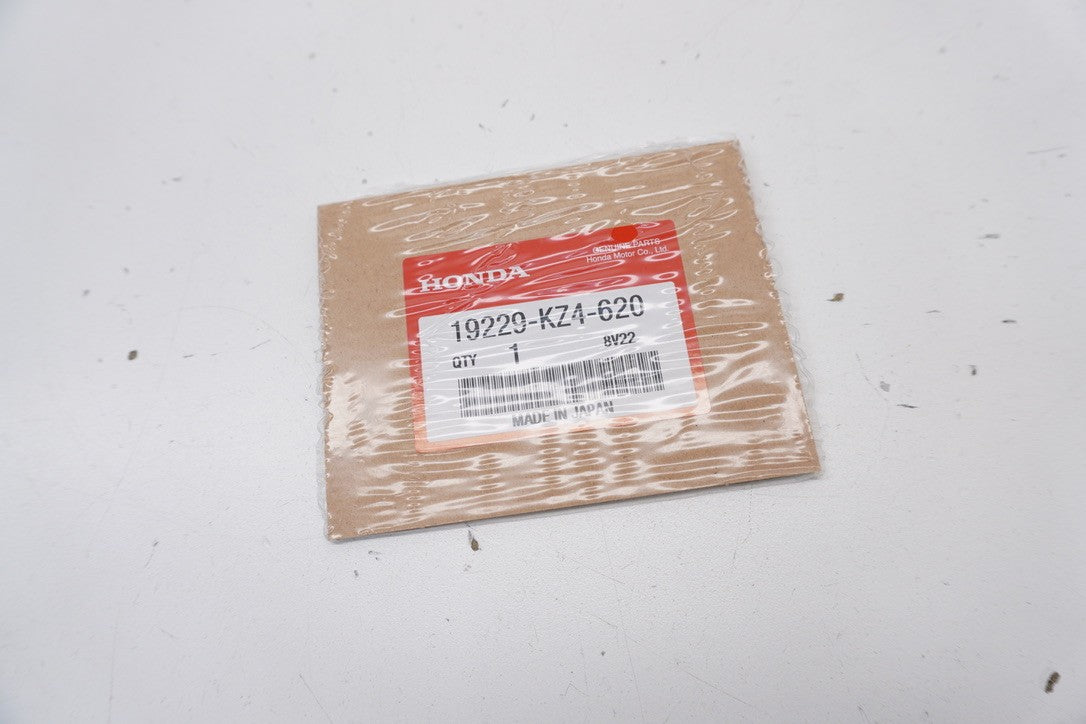 HONDA
GENUINE PARTS
Honda Motor Co., Ltd.
19229-KZ4-620
QTY 1 8V22
MADE IN JAPAN